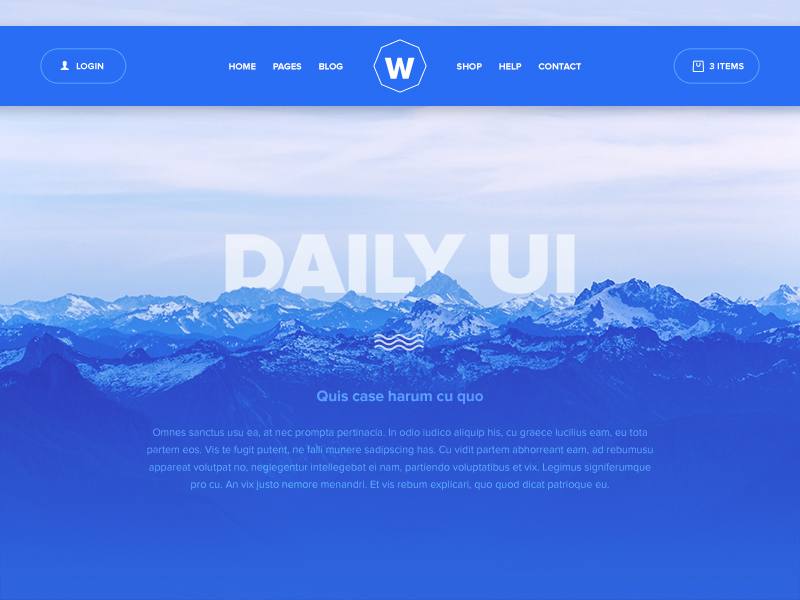 LOGIN HOME PAGES BLOG W SHOP HELP CONTACT 3 ITEMS
DAILY UI
Quis case harum cu quo
Omnes sanctus usu ea, at nec prompta pertinacia. In odio iudico aliquip his, cu graece lucilius eam, eu tota
partem eos. Vis te fugit putent, ne falli munere sadipscing has. Cu vidit partem abhorreant eam, ad rebumusu
appareat volutpat no, neglegentur intellegebat ei nam, partiendo voluptatibus et vix. Legimus signiferumque
pro cu. An vix justo nemore menandri. Et vis rebum explicari, quo quod dicat patrioque eu.